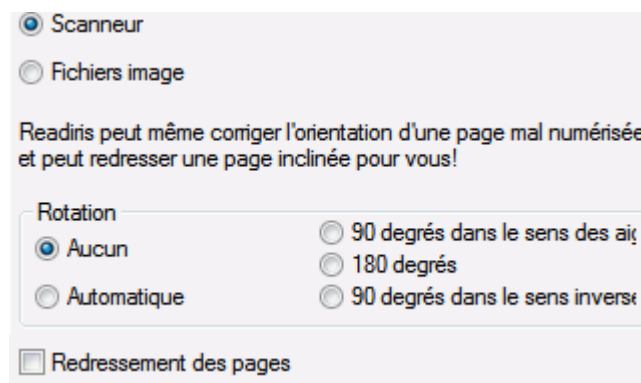 Scanneur
Fichiers image
Readiris peut même corriger l'orientation d'une page mal numérisée
et peut redresser une page inclinée pour vous!
Rotation
Aucun
Automatique
90 degrés dans le sens des aig
180 degrés
90 degrés dans le sens inverse
Redressement des pages